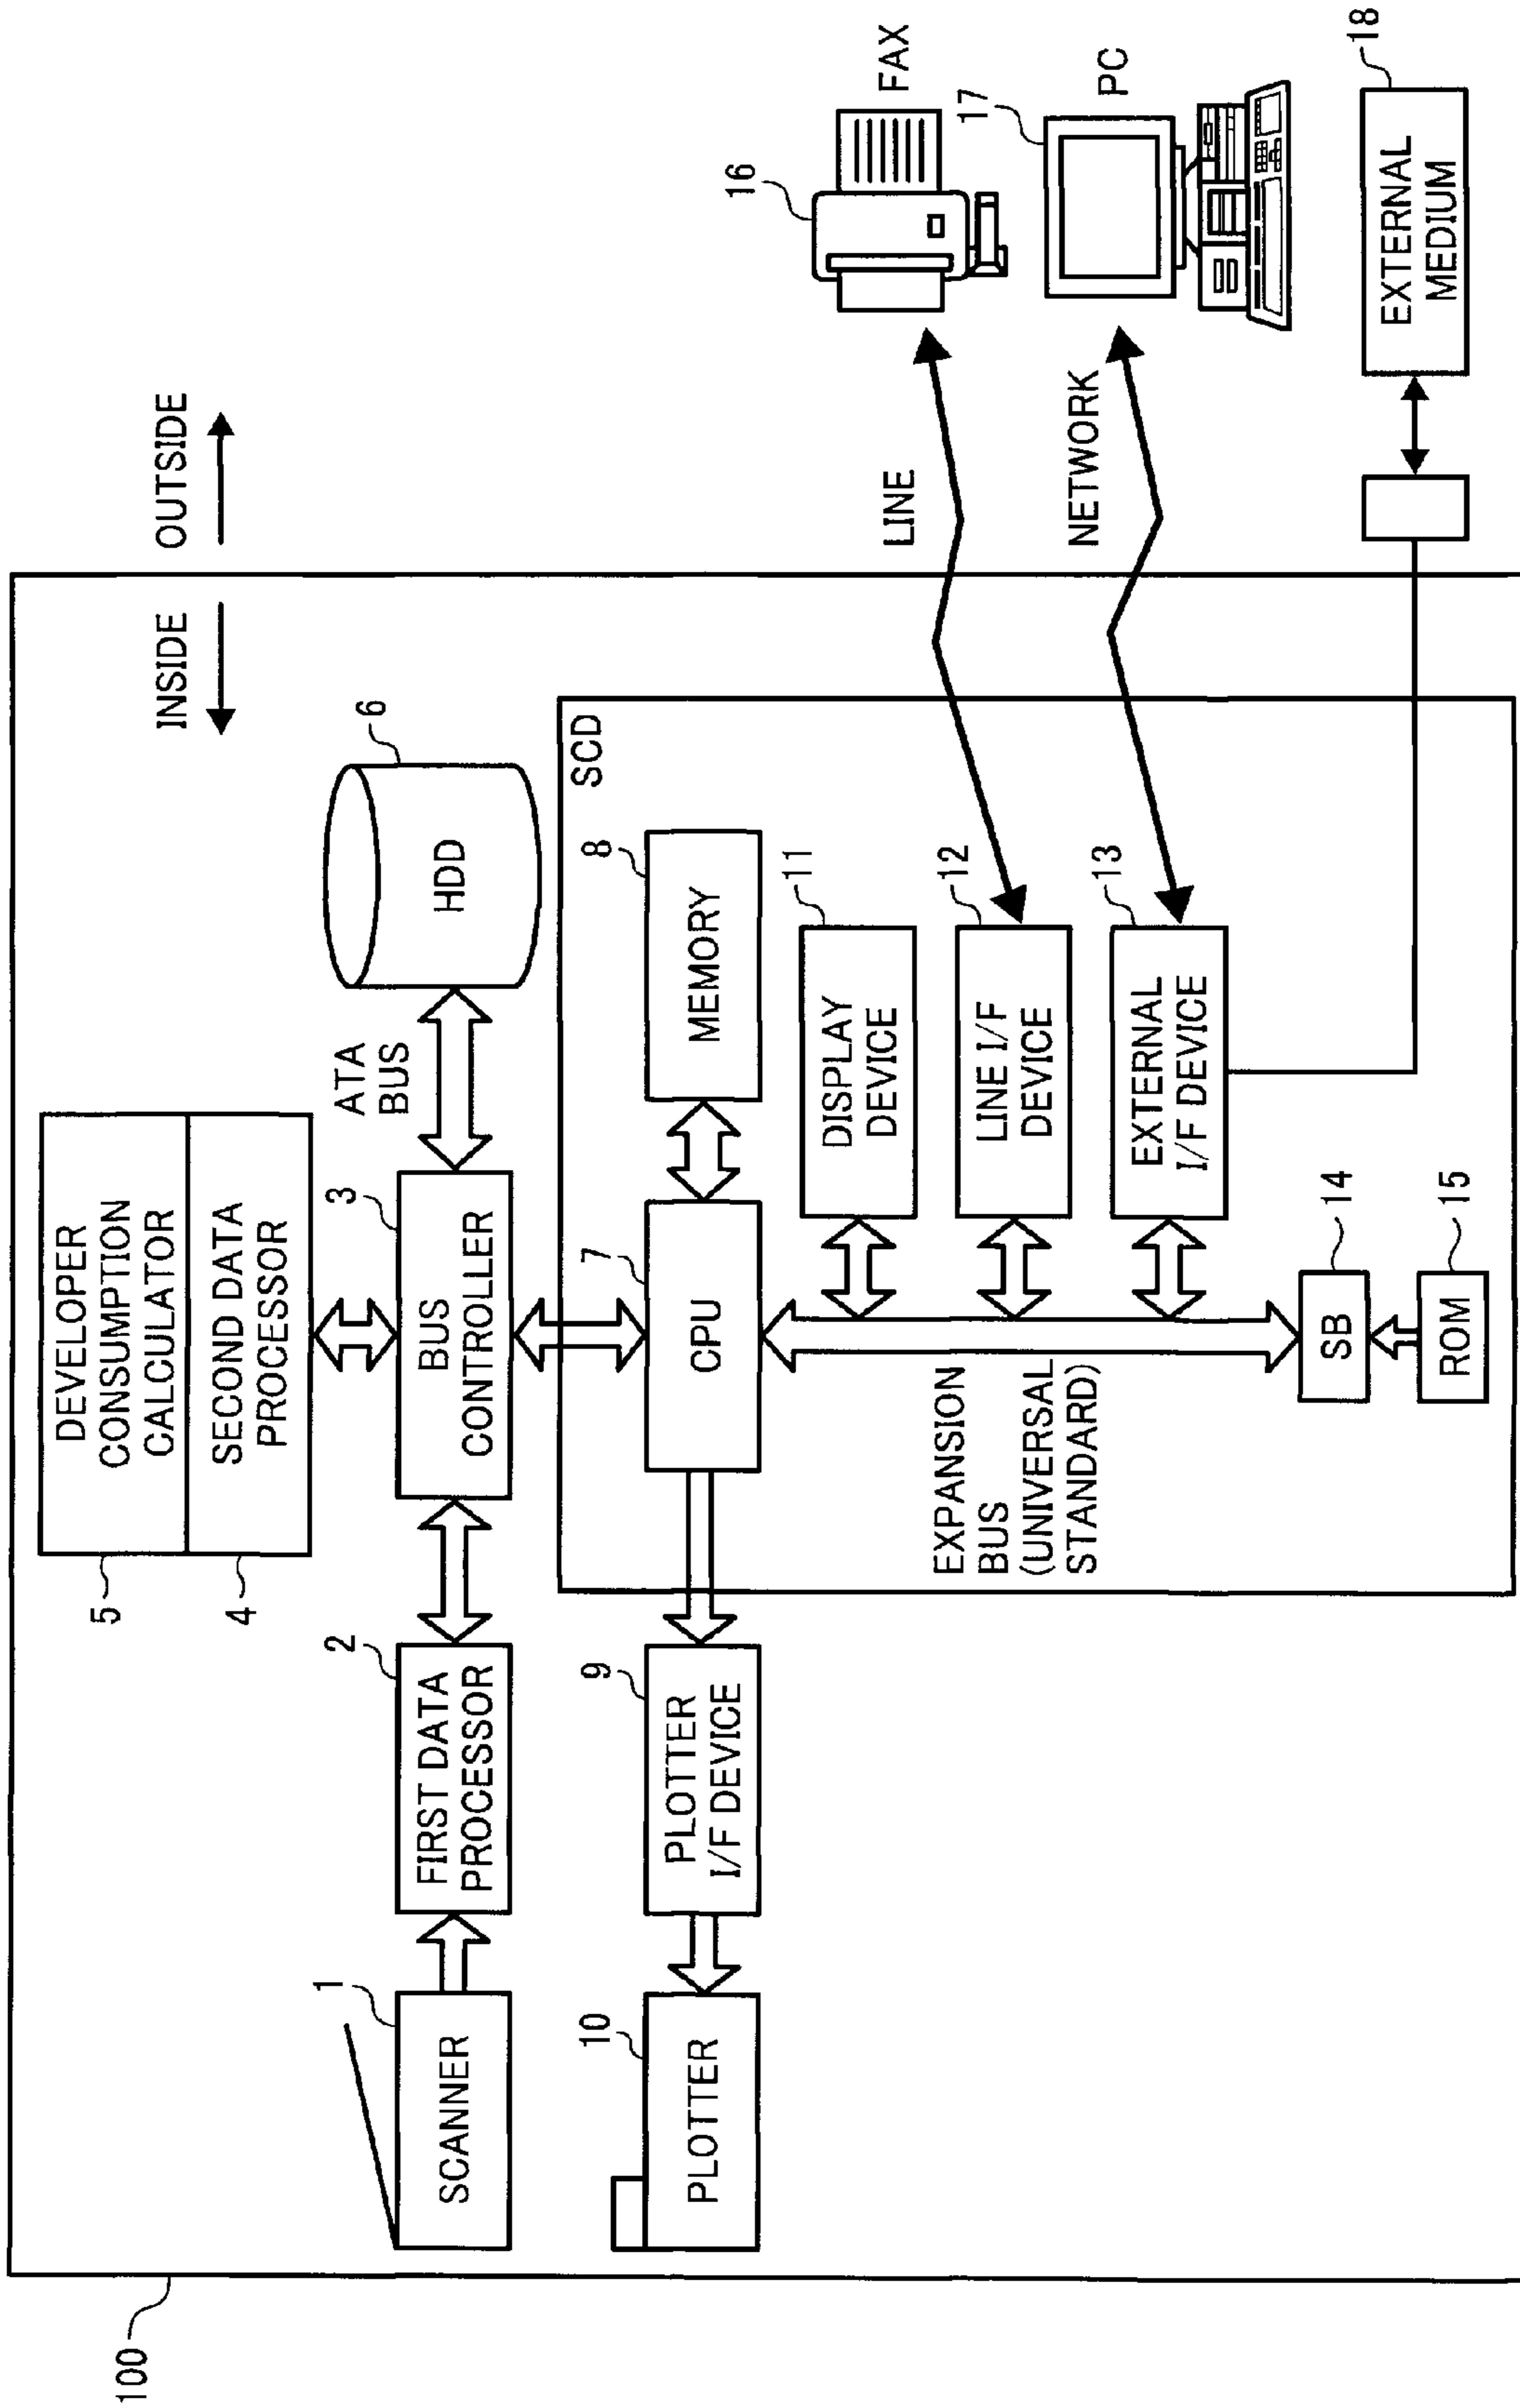 100
INSIDE
OUTSIDE
5
DEVELOPER
CONSUMPTION
CALCULATOR
4
SECOND DATA
PROCESSOR
1
SCANNER
2
FIRST DATA
PROCESSOR
3
BUS
CONTROLLER
ATA
BUS
6
HDD
SCD
10
PLOTTER
9
PLOTTER
I/F DEVICE
7
CPU
8
MEMORY
11
DISPLAY
DEVICE
12
LINE I/F
DEVICE
13
EXTERNAL
I/F DEVICE
EXPANSION
BUS
(UNIVERSAL
STANDARD)
SB
14
ROM
15
LINE
16
FAX
NETWORK
17
PC
18
EXTERNAL
MEDIUM